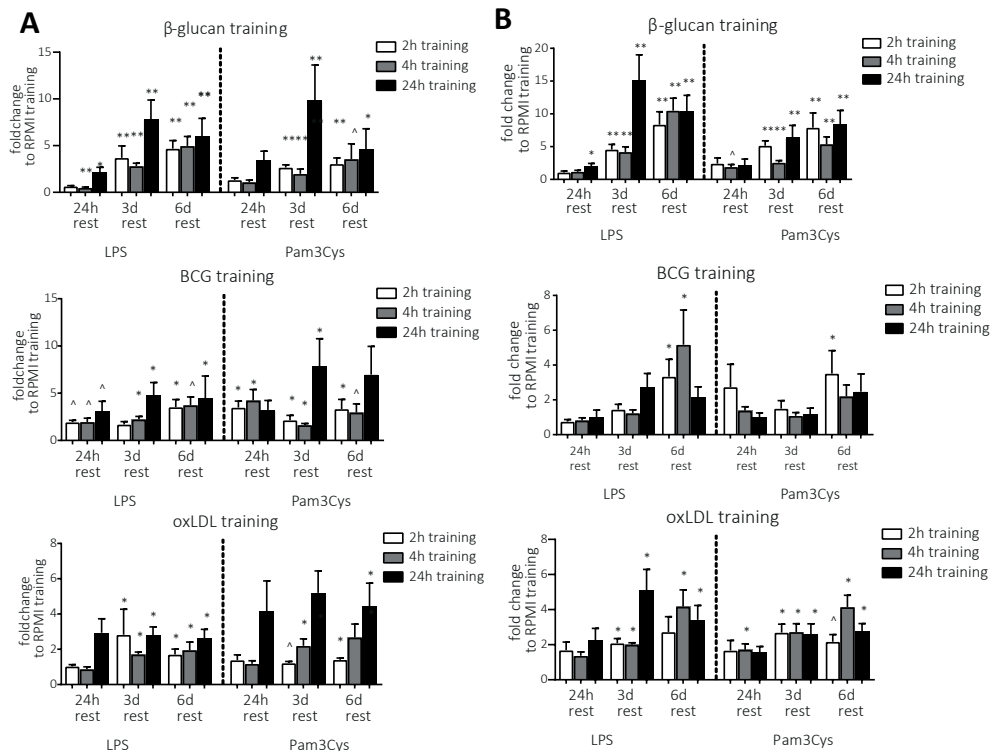 A
β-glucan training
15
10
5
0
foldchange
to RPMI training
2h training
4h training
24h training
** * **** ** ** ** ** **** ** ** ^ *
24h rest
3d rest
6d rest
24h rest
3d rest
6d rest
LPS
Pam3Cys
BCG training
15
10
5
0
foldchange
to RPMI training
2h training
4h training
24h training
^ ^ ^ * * * ^ * * * * * * * ^
24h rest
3d rest
6d rest
24h rest
3d rest
6d rest
LPS
Pam3Cys
oxLDL training
8
6
4
2
0
foldchange
to RPMI training
2h training
4h training
24h training
* * * * * * ^ * * *
24h rest
3d rest
6d rest
24h rest
3d rest
6d rest
LPS
Pam3Cys
B
β-glucan training
20
15
10
5
0
fold change
to RPMI training
2h training
4h training
24h training
* **** ** ** ** ** ^ **** ** ** ** **
24h rest
3d rest
6d rest
24h rest
3d rest
6d rest
LPS
Pam3Cys
BCG training
8
6
4
2
0
fold change
to RPMI training
2h training
4h training
24h training
* * *
24h rest
3d rest
6d rest
24h rest
3d rest
6d rest
LPS
Pam3Cys
oxLDL training
8
6
4
2
0
fold change
to RPMI training
2h training
4h training
24h training
* * * * * * * * * ^ * *
24h rest
3d rest
6d rest
24h rest
3d rest
6d rest
LPS
Pam3Cys